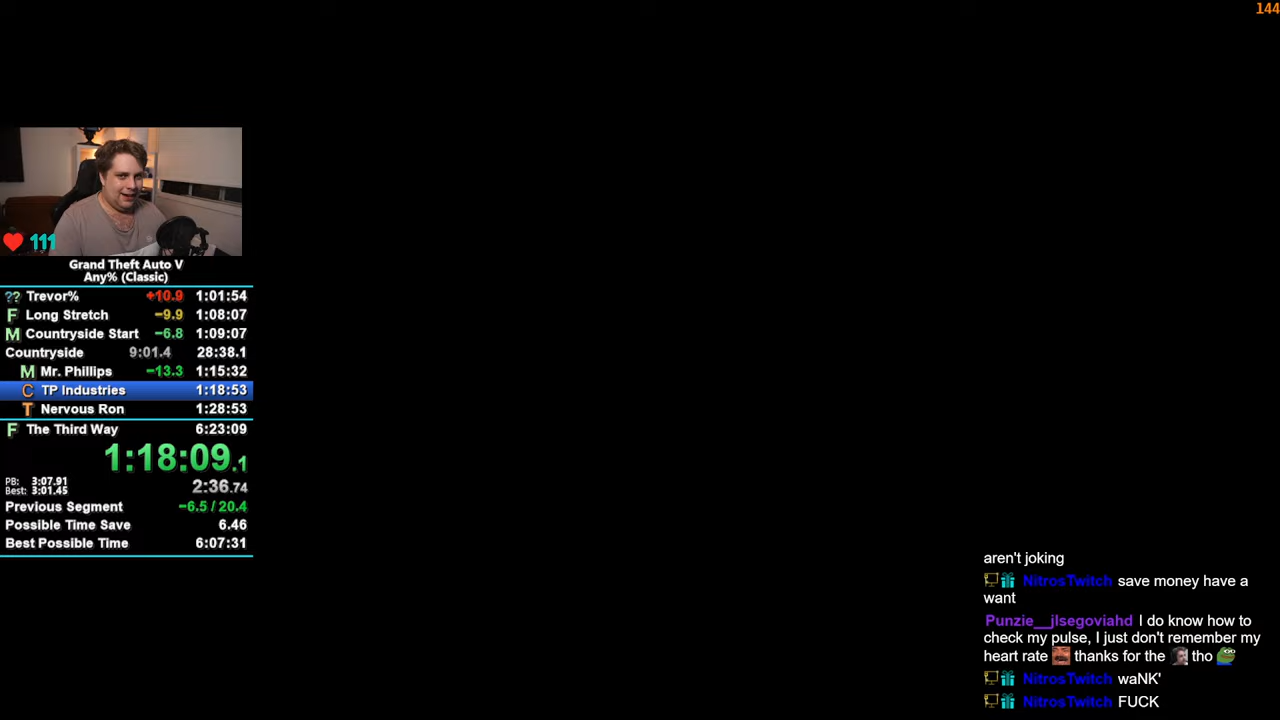 144
111
Grand Theft Auto V
Any% (Classic)
?? Trevor% +10.9 1:01:54
F Long Stretch −9.9 1:08:07
M Countryside Start −6.8 1:09:07
Countryside 9:01.4 28:38.1
M Mr. Phillips −13.3 1:15:32
C TP Industries 1:18:53
T Nervous Ron 1:28:53
F The Third Way 6:23:09
1:18:09.1
PB: 3:07.91
Best: 3:01.45
2:36.74
Previous Segment −6.5 / 20.4
Possible Time Save 6.46
Best Possible Time 6:07:31
aren't joking
NitrosTwitch save money have a
want
Punzie__jlsegoviahd I do know how to
check my pulse, I just don't remember my
heart rate thanks for the tho
NitrosTwitch waNK'
NitrosTwitch FUCK